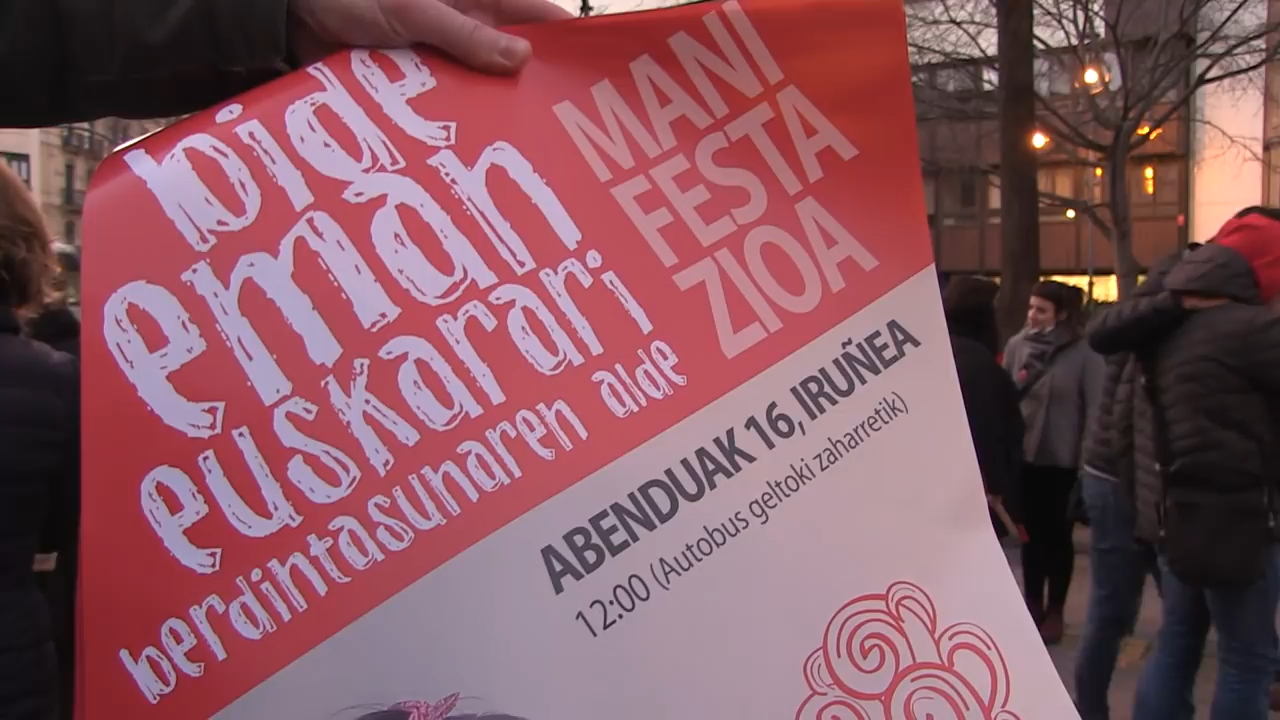 bide
eman
euskarari
berdintasunaren alde
MANI
FESTA
ZIOA
ABENDUAK 16, IRUÑEA
12:00 (Autobus geltoki zaharretik)